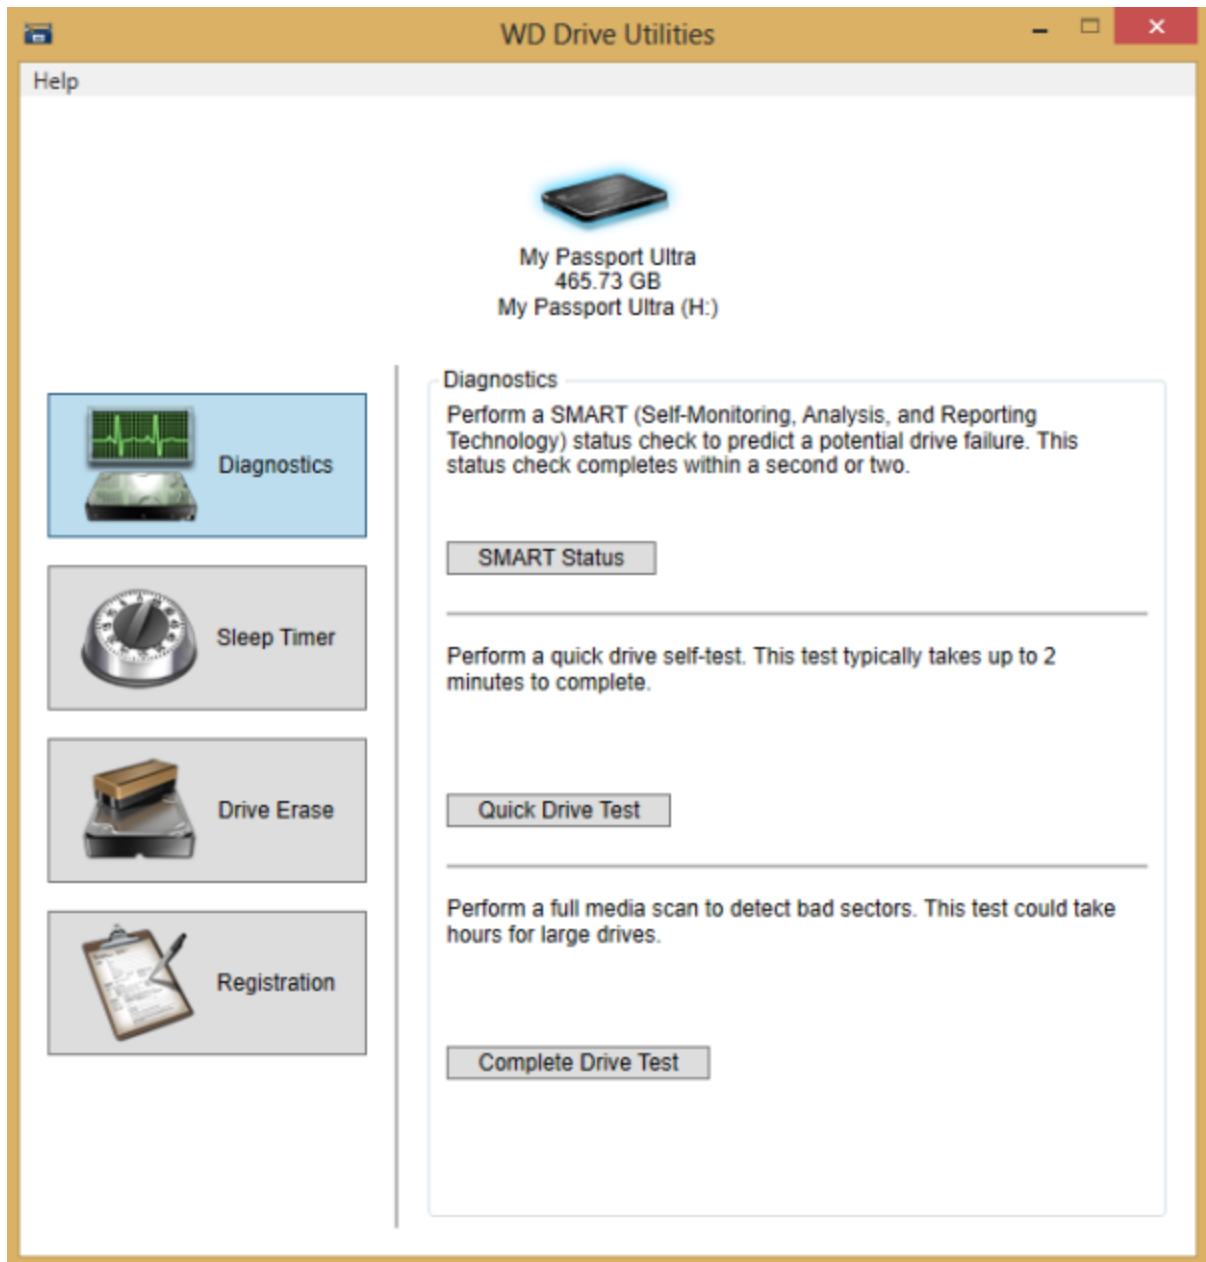 WD Drive Utilities
Help
My Passport Ultra
465.73 GB
My Passport Ultra (H:)
Diagnostics
Sleep Timer
Drive Erase
Registration
Diagnostics
Perform a SMART (Self-Monitoring, Analysis, and Reporting
Technology) status check to predict a potential drive failure. This
status check completes within a second or two.
SMART Status
Perform a quick drive self-test. This test typically takes up to 2
minutes to complete.
Quick Drive Test
Perform a full media scan to detect bad sectors. This test could take
hours for large drives.
Complete Drive Test